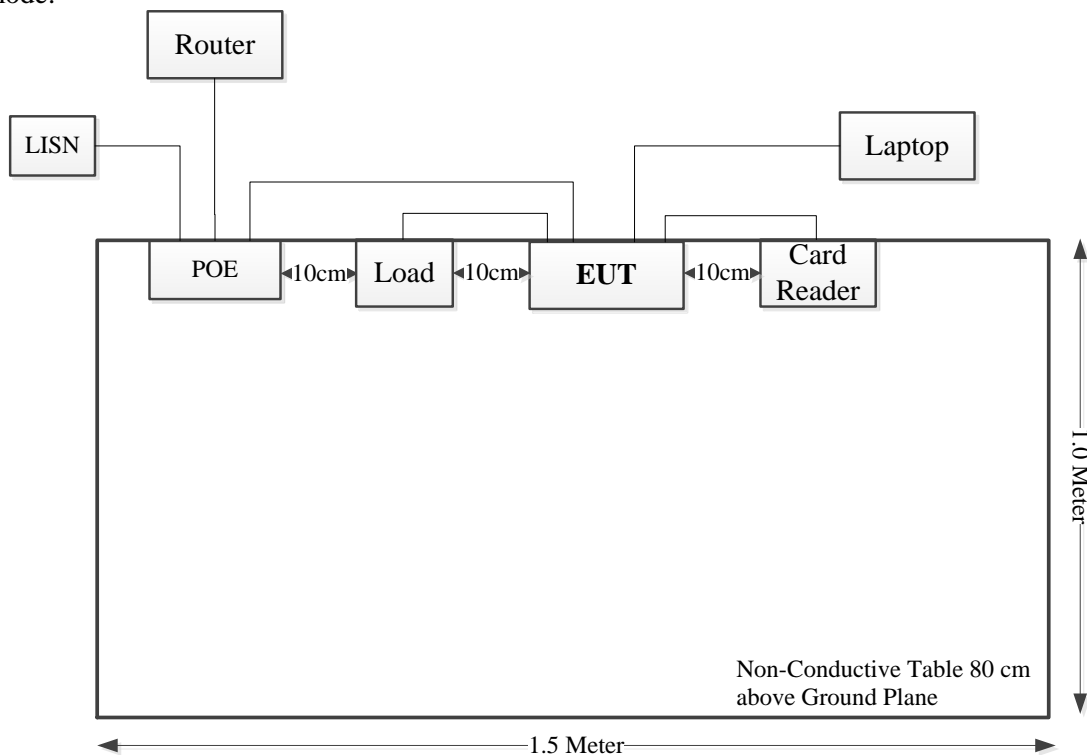 Router
LISN
Laptop
POE
10cm
Load
10cm
EUT
10cm
Card
Reader
1.0 Meter
Non-Conductive Table 80 cm
above Ground Plane
1.5 Meter